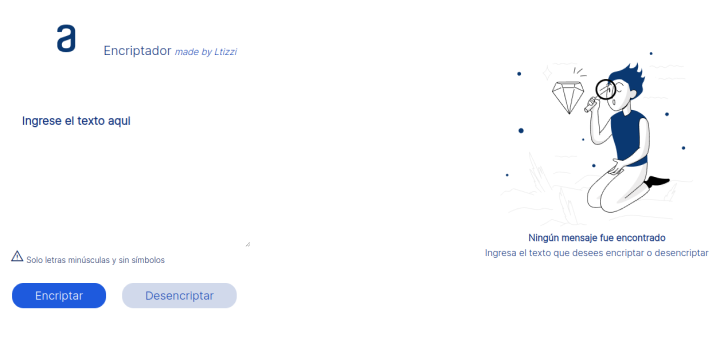 a
Encriptador made by Ltizzi
Ingrese el texto aqui
Solo letras minúsculas y sin símbolos
Encriptar
Desencriptar
Ningún mensaje fue encontrado
Ingresa el texto que desees encriptar o desencriptar